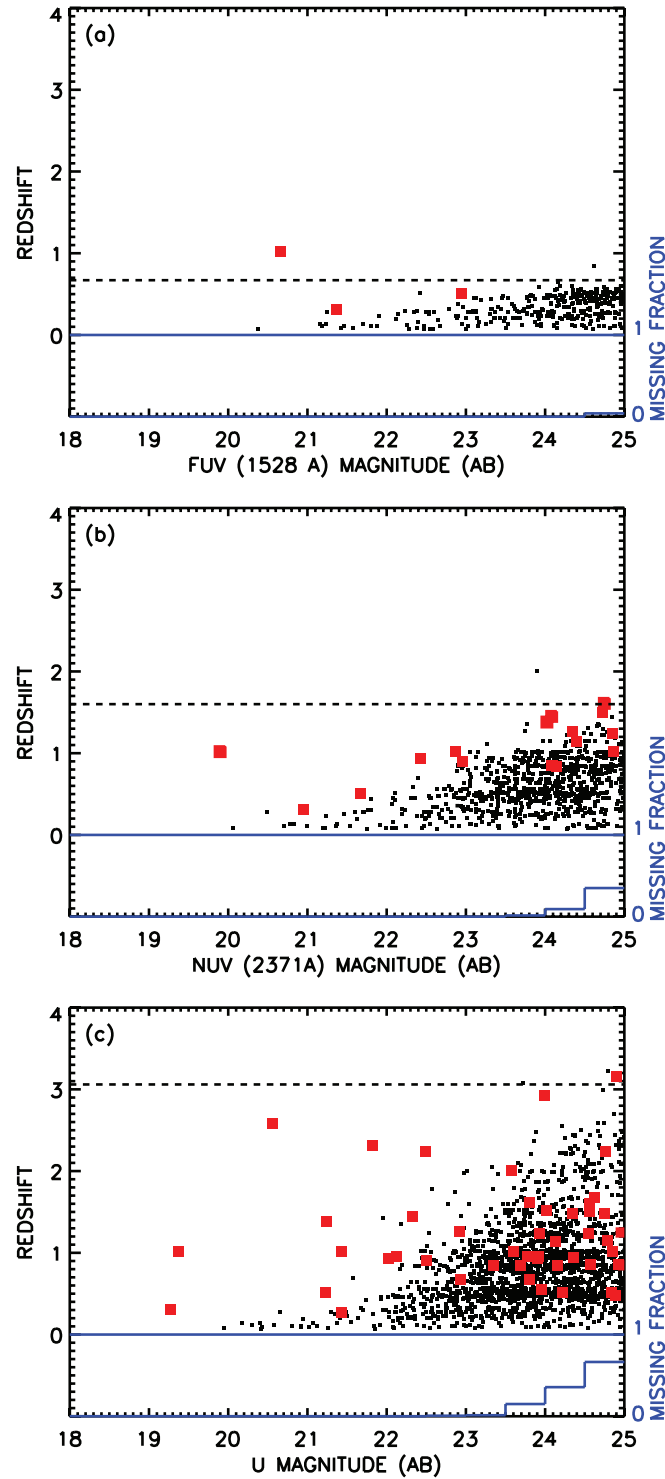 (a)
4
3
2
1
0
REDSHIFT
1
0
MISSING FRACTION
18 19 20 21 22 23 24 25
FUV (1528 A) MAGNITUDE (AB)
(b)
4
3
2
1
0
REDSHIFT
1
0
MISSING FRACTION
18 19 20 21 22 23 24 25
NUV (2371A) MAGNITUDE (AB)
(c)
4
3
2
1
0
REDSHIFT
1
0
MISSING FRACTION
18 19 20 21 22 23 24 25
U MAGNITUDE (AB)